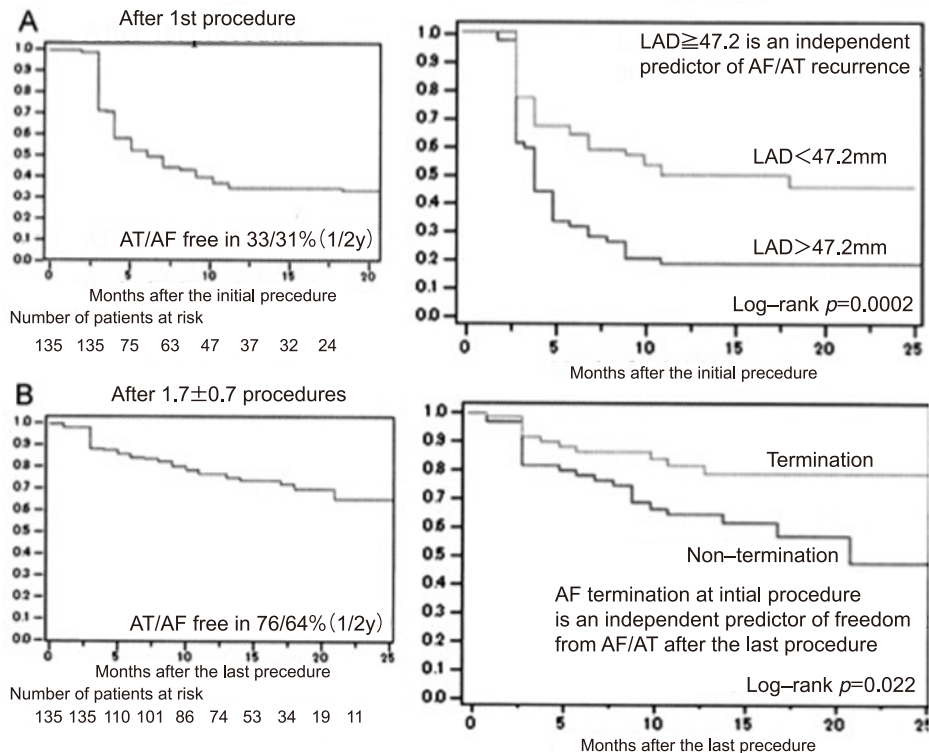 A
After 1st procedure
1.0
0.9
0.8
0.7
0.6
0.5
0.4
0.3
0.2
0.1
0.0
AT/AF free in 33/31%(1/2y)
0 5 10 15 20
Months after the initial precedure
Number of patients at risk
135 135 75 63 47 37 32 24
1.0
0.9
0.8
0.7
0.6
0.5
0.4
0.3
0.2
0.1
0.0
LAD≧47.2 is an independent
predictor of AF/AT recurrence
LAD<47.2mm
LAD>47.2mm
Log–rank p=0.0002
0 5 10 15 20 25
Months after the initial precedure
B
After 1.7±0.7 procedures
1.0
0.9
0.8
0.7
0.6
0.5
0.4
0.3
0.2
0.1
0.0
AT/AF free in 76/64%(1/2y)
0 5 10 15 20 25
Months after the last precedure
Number of patients at risk
135 135 110 101 86 74 53 34 19 11
1.0
0.9
0.8
0.7
0.6
0.5
0.4
0.3
0.2
0.1
0.0
Termination
Non–termination
AF termination at intial procedure
is an independent predictor of freedom
from AF/AT after the last procedure
Log–rank p=0.022
0 5 10 15 20 25
Months after the last precedure